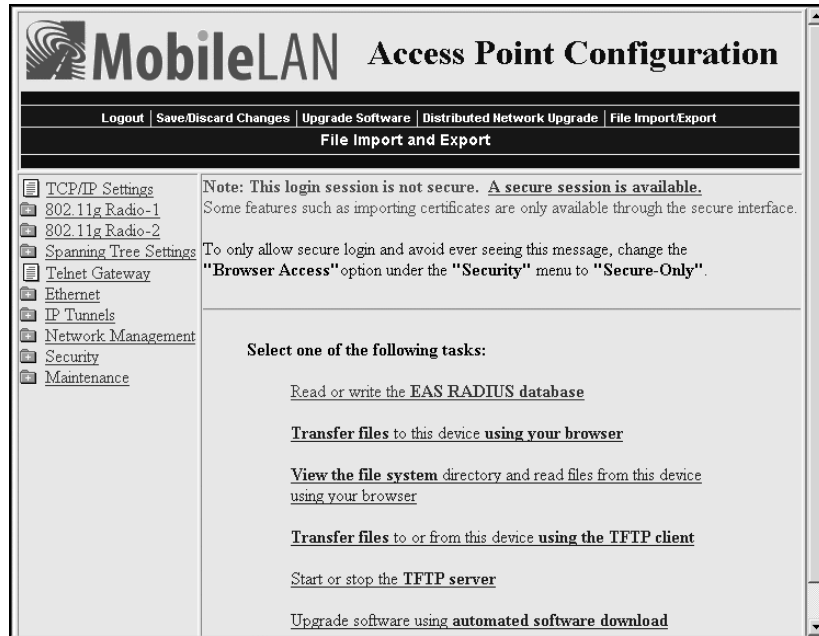 MobileLAN Access Point Configuration
Logout | Save/Discard Changes | Upgrade Software | Distributed Network Upgrade | File Import/Export
File Import and Export
TCP/IP Settings
802.11g Radio-1
802.11g Radio-2
Spanning Tree Settings
Telnet Gateway
Ethernet
IP Tunnels
Network Management
Security
Maintenance
Note: This login session is not secure. A secure session is available.
Some features such as importing certificates are only available through the secure interface.
To only allow secure login and avoid ever seeing this message, change the
"Browser Access" option under the "Security" menu to "Secure-Only".
Select one of the following tasks:
Read or write the EAS RADIUS database
Transfer files to this device using your browser
View the file system directory and read files from this device
using your browser
Transfer files to or from this device using the TFTP client
Start or stop the TFTP server
Upgrade software using automated software download